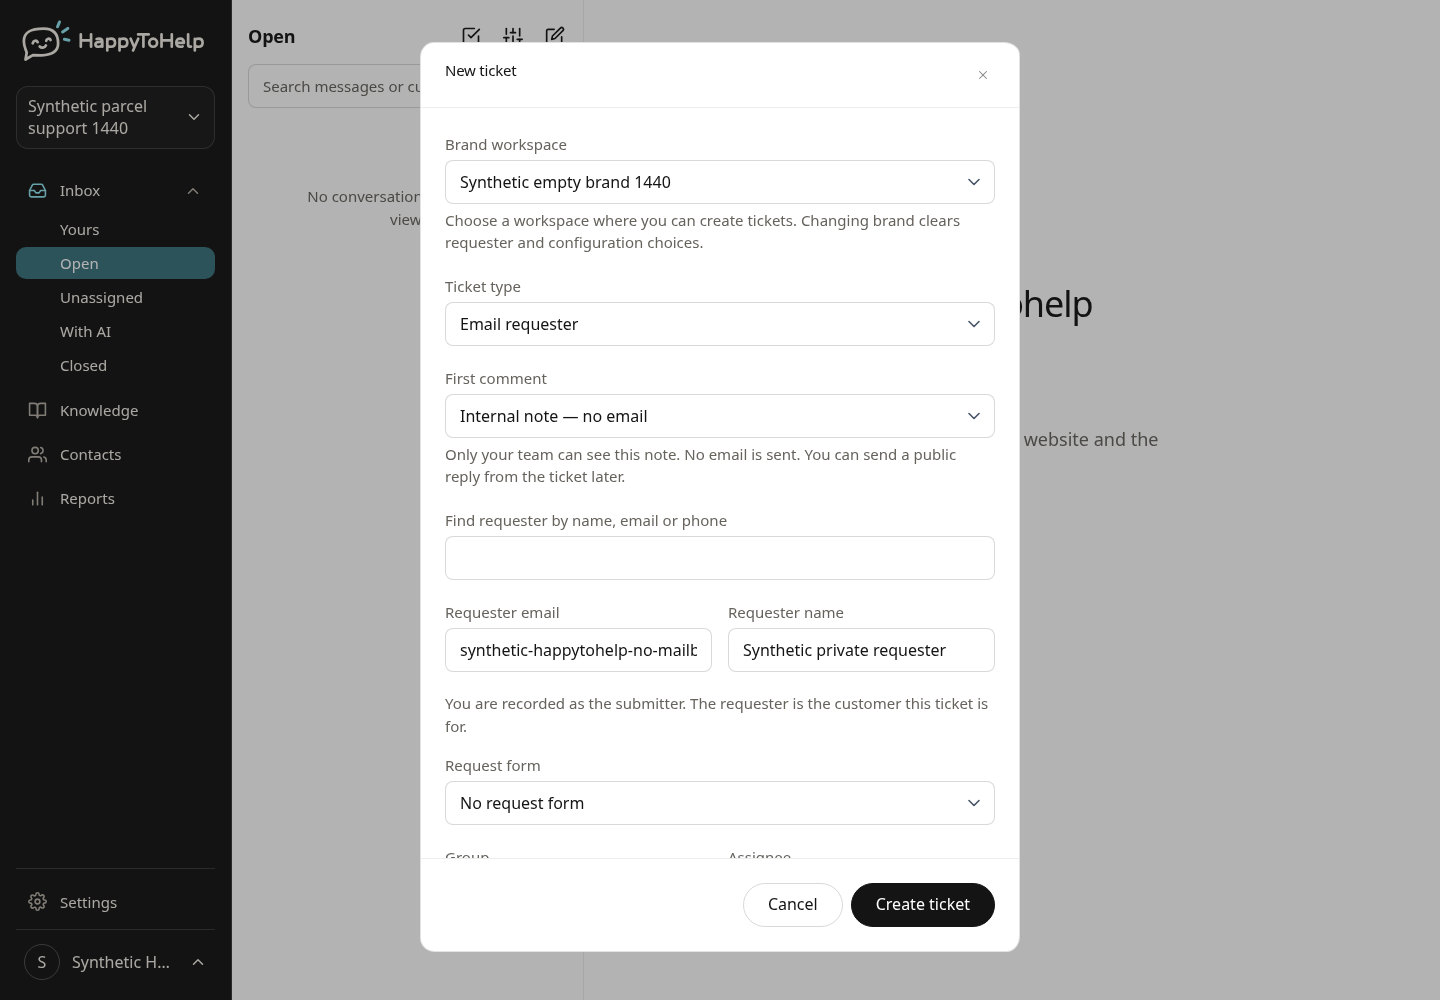 HappyToHelp
Synthetic parcel
support 1440
Inbox
Yours
Open
Unassigned
With AI
Closed
Knowledge
Contacts
Reports
Settings
S
Synthetic H...
Open
Search messages or cu
No conversation
view
ohelp
website and the
New ticket
Brand workspace
Synthetic empty brand 1440
Choose a workspace where you can create tickets. Changing brand clears
requester and configuration choices.
Ticket type
Email requester
First comment
Internal note — no email
Only your team can see this note. No email is sent. You can send a public
reply from the ticket later.
Find requester by name, email or phone
Requester email
Requester name
synthetic-happytohelp-no-mailb
Synthetic private requester
You are recorded as the submitter. The requester is the customer this ticket is
for.
Request form
No request form
Group
Assignee
Cancel
Create ticket